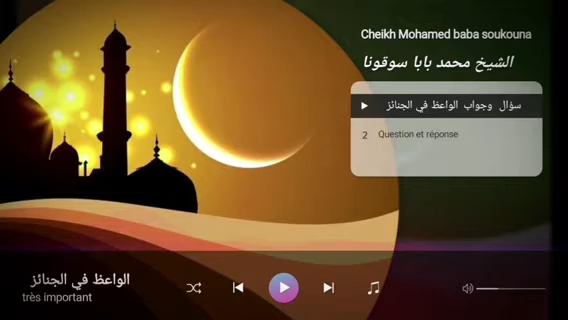 Cheikh Mohamed baba soukouna
الشيخ محمد بابا سوقونا
سؤال وجواب الواعظ في الجنائز
2 Question et réponse
الواعظ في الجنائز
très important